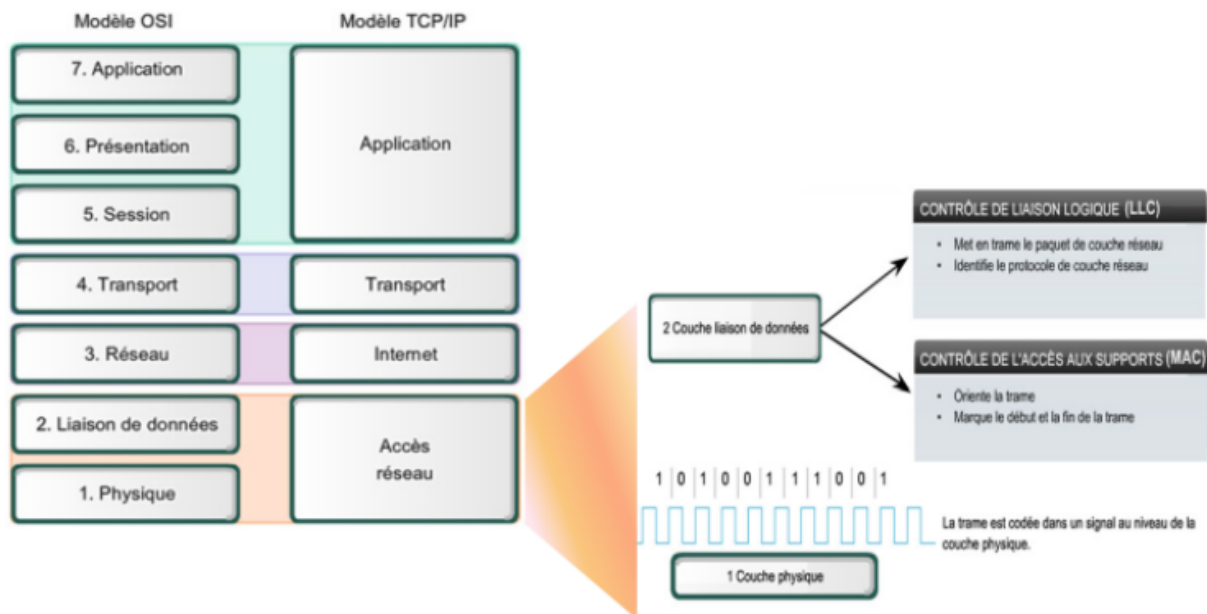 Modèle OSI
Modèle TCP/IP
7. Application
6. Présentation
5. Session
Application
4. Transport
Transport
3. Réseau
Internet
2. Liaison de données
1. Physique
Accès
réseau
2 Couche liaison de données
CONTRÔLE DE LIAISON LOGIQUE (LLC)
• Met en trame le paquet de couche réseau
• Identifie le protocole de couche réseau
CONTRÔLE DE L'ACCÈS AUX SUPPORTS (MAC)
• Oriente la trame
• Marque le début et la fin de la trame
1 | 0 | 1 | 0 | 0 | 1 | 1 | 1 | 0 | 0 | 1
La trame est codée dans un signal au niveau de la
couche physique.
1 Couche physique